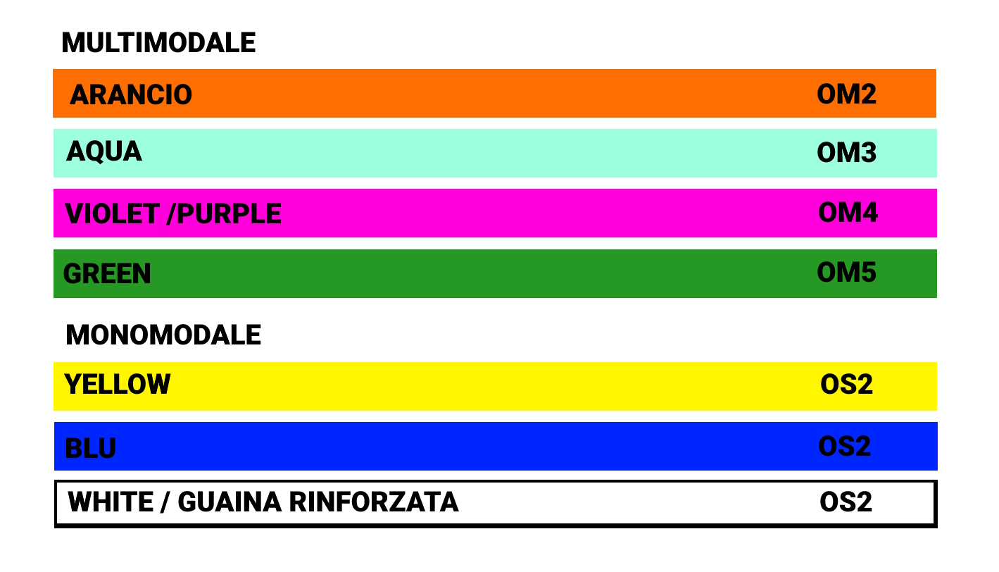 MULTIMODALE
ARANCIO OM2
AQUA OM3
VIOLET /PURPLE OM4
GREEN OM5
MONOMODALE
YELLOW OS2
BLU OS2
WHITE / GUAINA RINFORZATA OS2